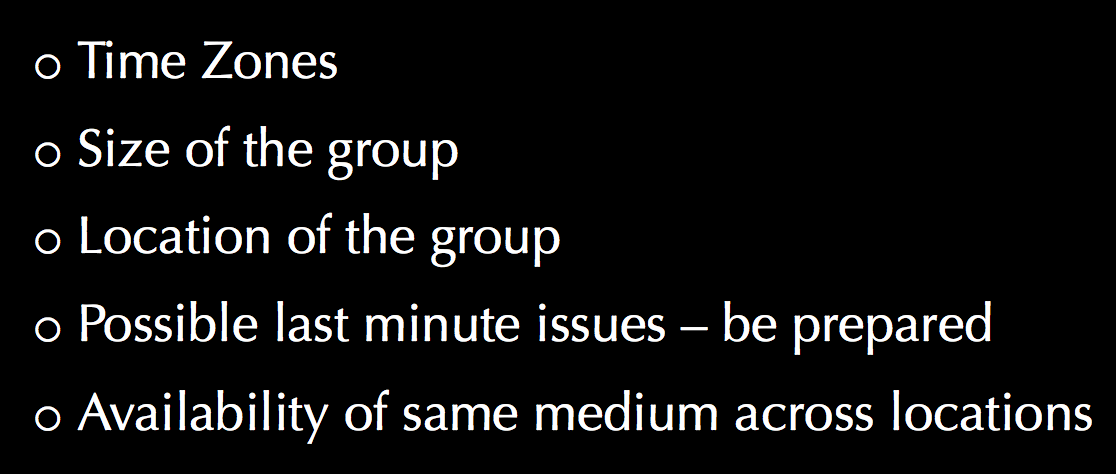 ○ Time Zones
○ Size of the group
○ Location of the group
○ Possible last minute issues – be prepared
○ Availability of same medium across locations